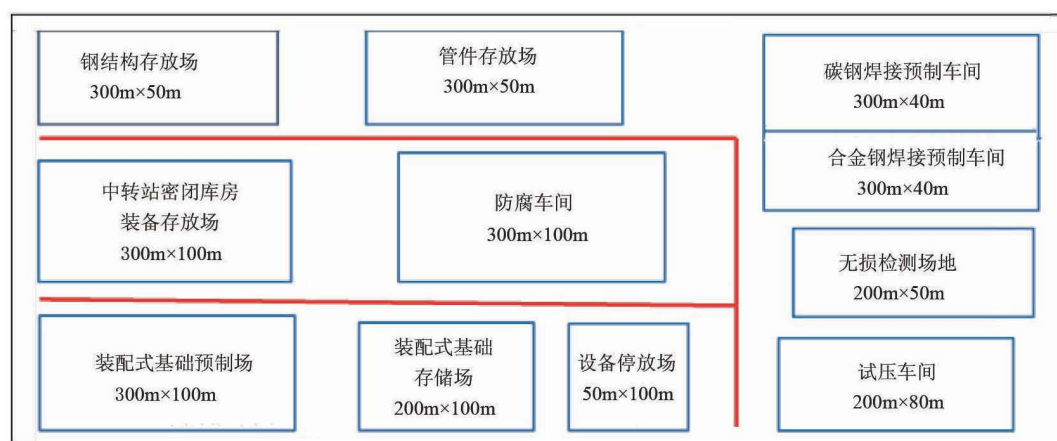 钢结构存放场
300m×50m
管件存放场
300m×50m
碳钢焊接预制车间
300m×40m
合金钢焊接预制车间
300m×40m
中转站密闭库房
装备存放场
300m×100m
防腐车间
300m×100m
无损检测场地
200m×50m
装配式基础预制场
300m×100m
装配式基础
存储场
200m×100m
设备停放场
50m×100m
试压车间
200m×80m